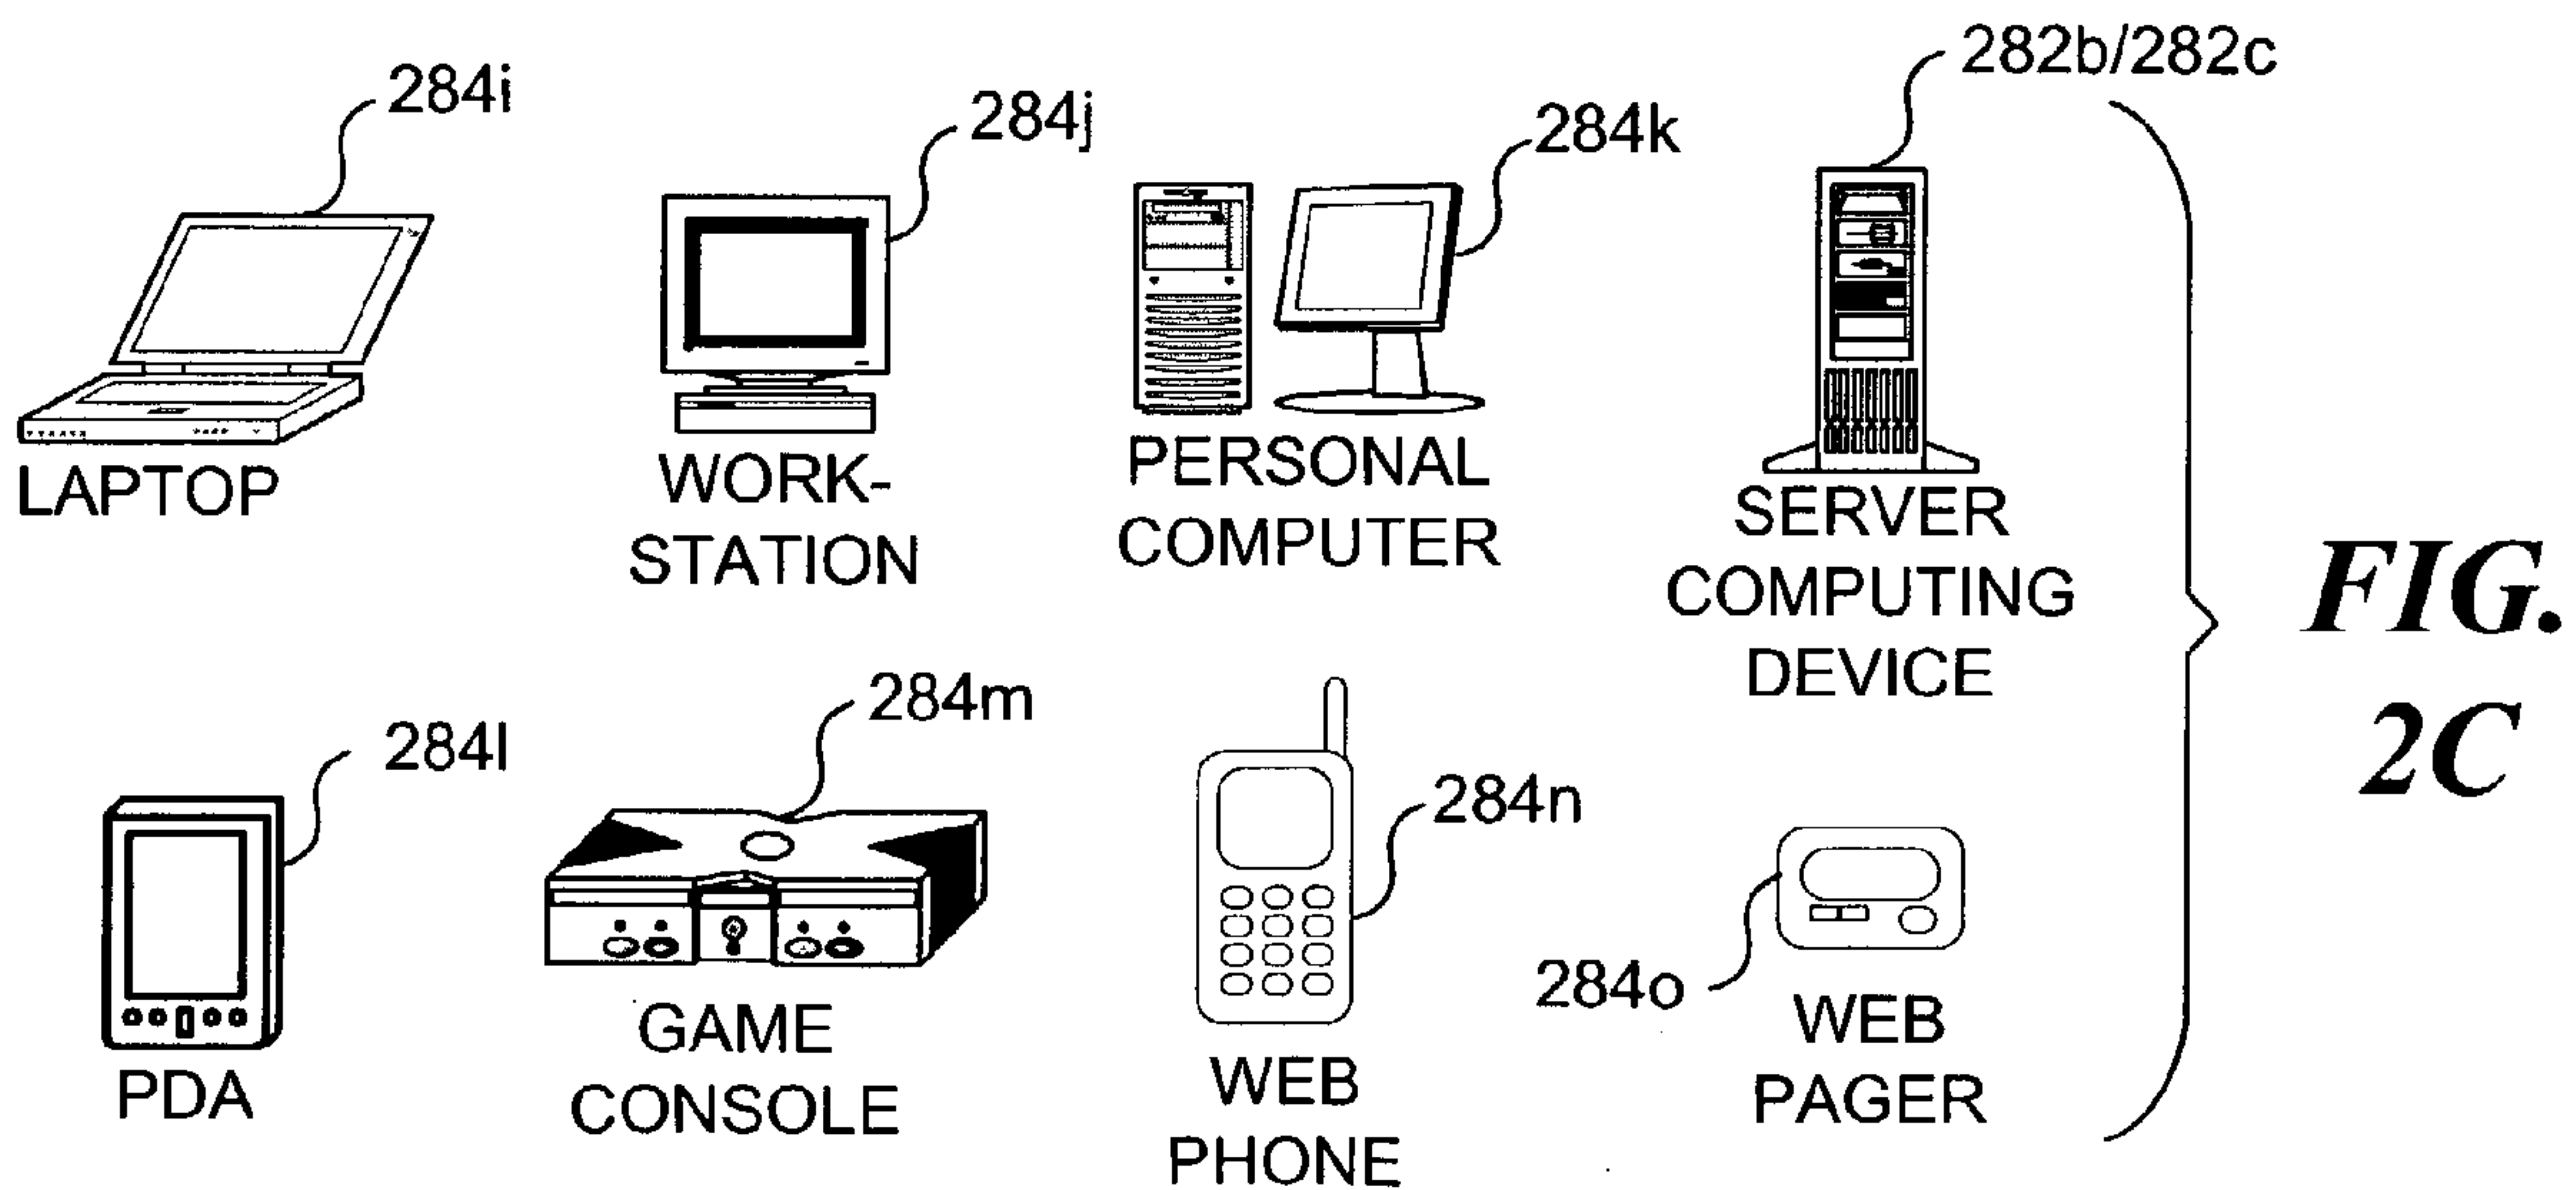 284i
284j
284k
282b/282c
LAPTOP
WORK-
STATION
PERSONAL
COMPUTER
SERVER
COMPUTING
DEVICE
284l
284m
284n
284o
PDA
GAME
CONSOLE
WEB
PHONE
WEB
PAGER
FIG.
2C